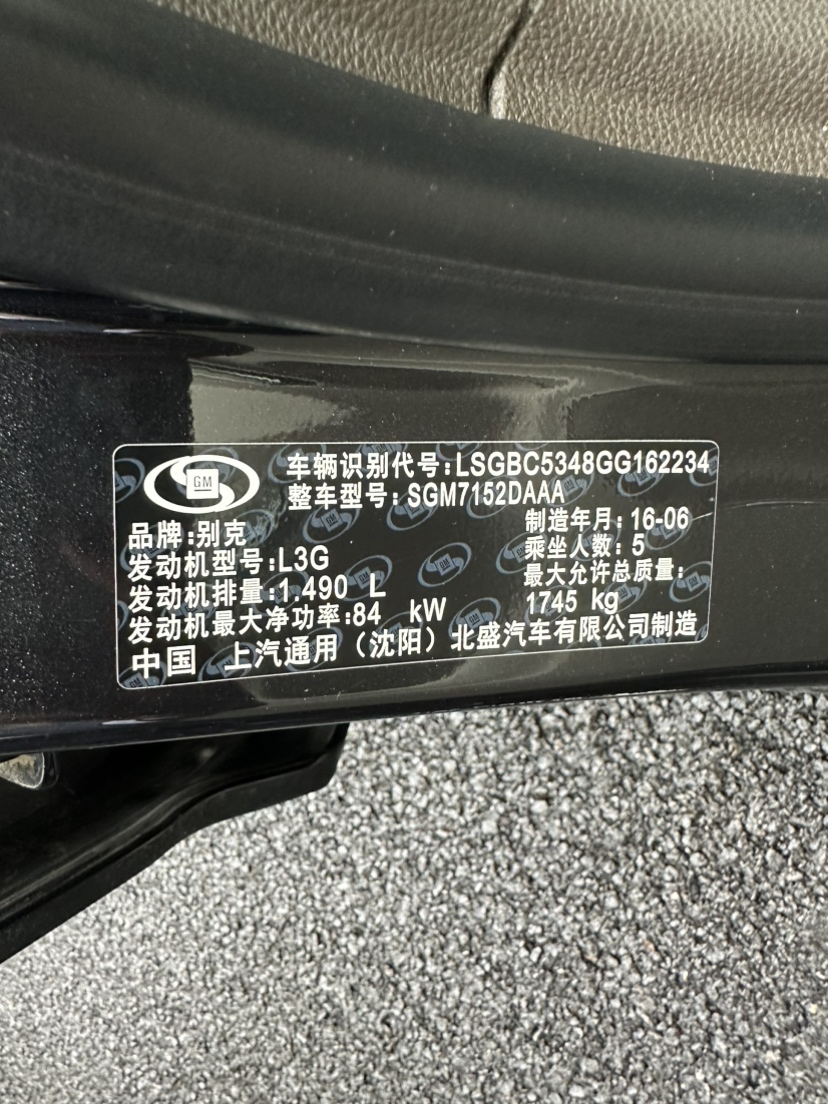 GM
车辆识别代号:LSGBC5348GG162234
整车型号:SGM7152DAAA
品牌:别克
制造年月:16-06
发动机型号:L3G
乘坐人数:5
发动机排量:1.490 L
最大允许总质量:
1745 kg
发动机最大净功率:84 kW
中国 上汽通用(沈阳)北盛汽车有限公司制造